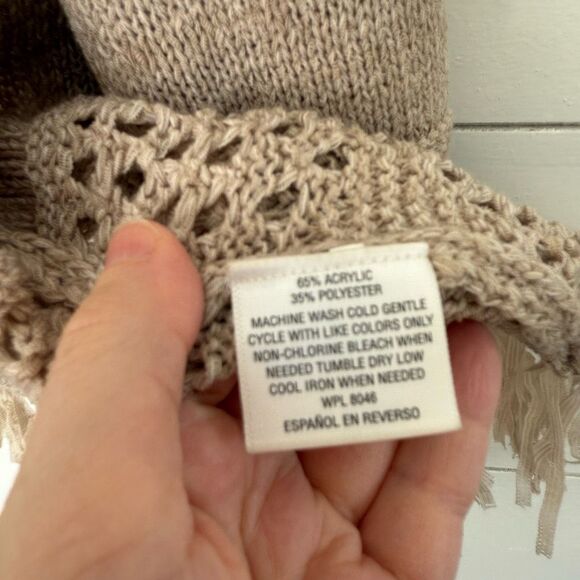 65% ACRYLIC
35% POLYESTER
MACHINE WASH COLD GENTLE
CYCLE WITH LIKE COLORS ONLY
NON-CHLORINE BLEACH WHEN
NEEDED TUMBLE DRY LOW
COOL IRON WHEN NEEDED
WPL 8046
ESPAÑOL EN REVERSO